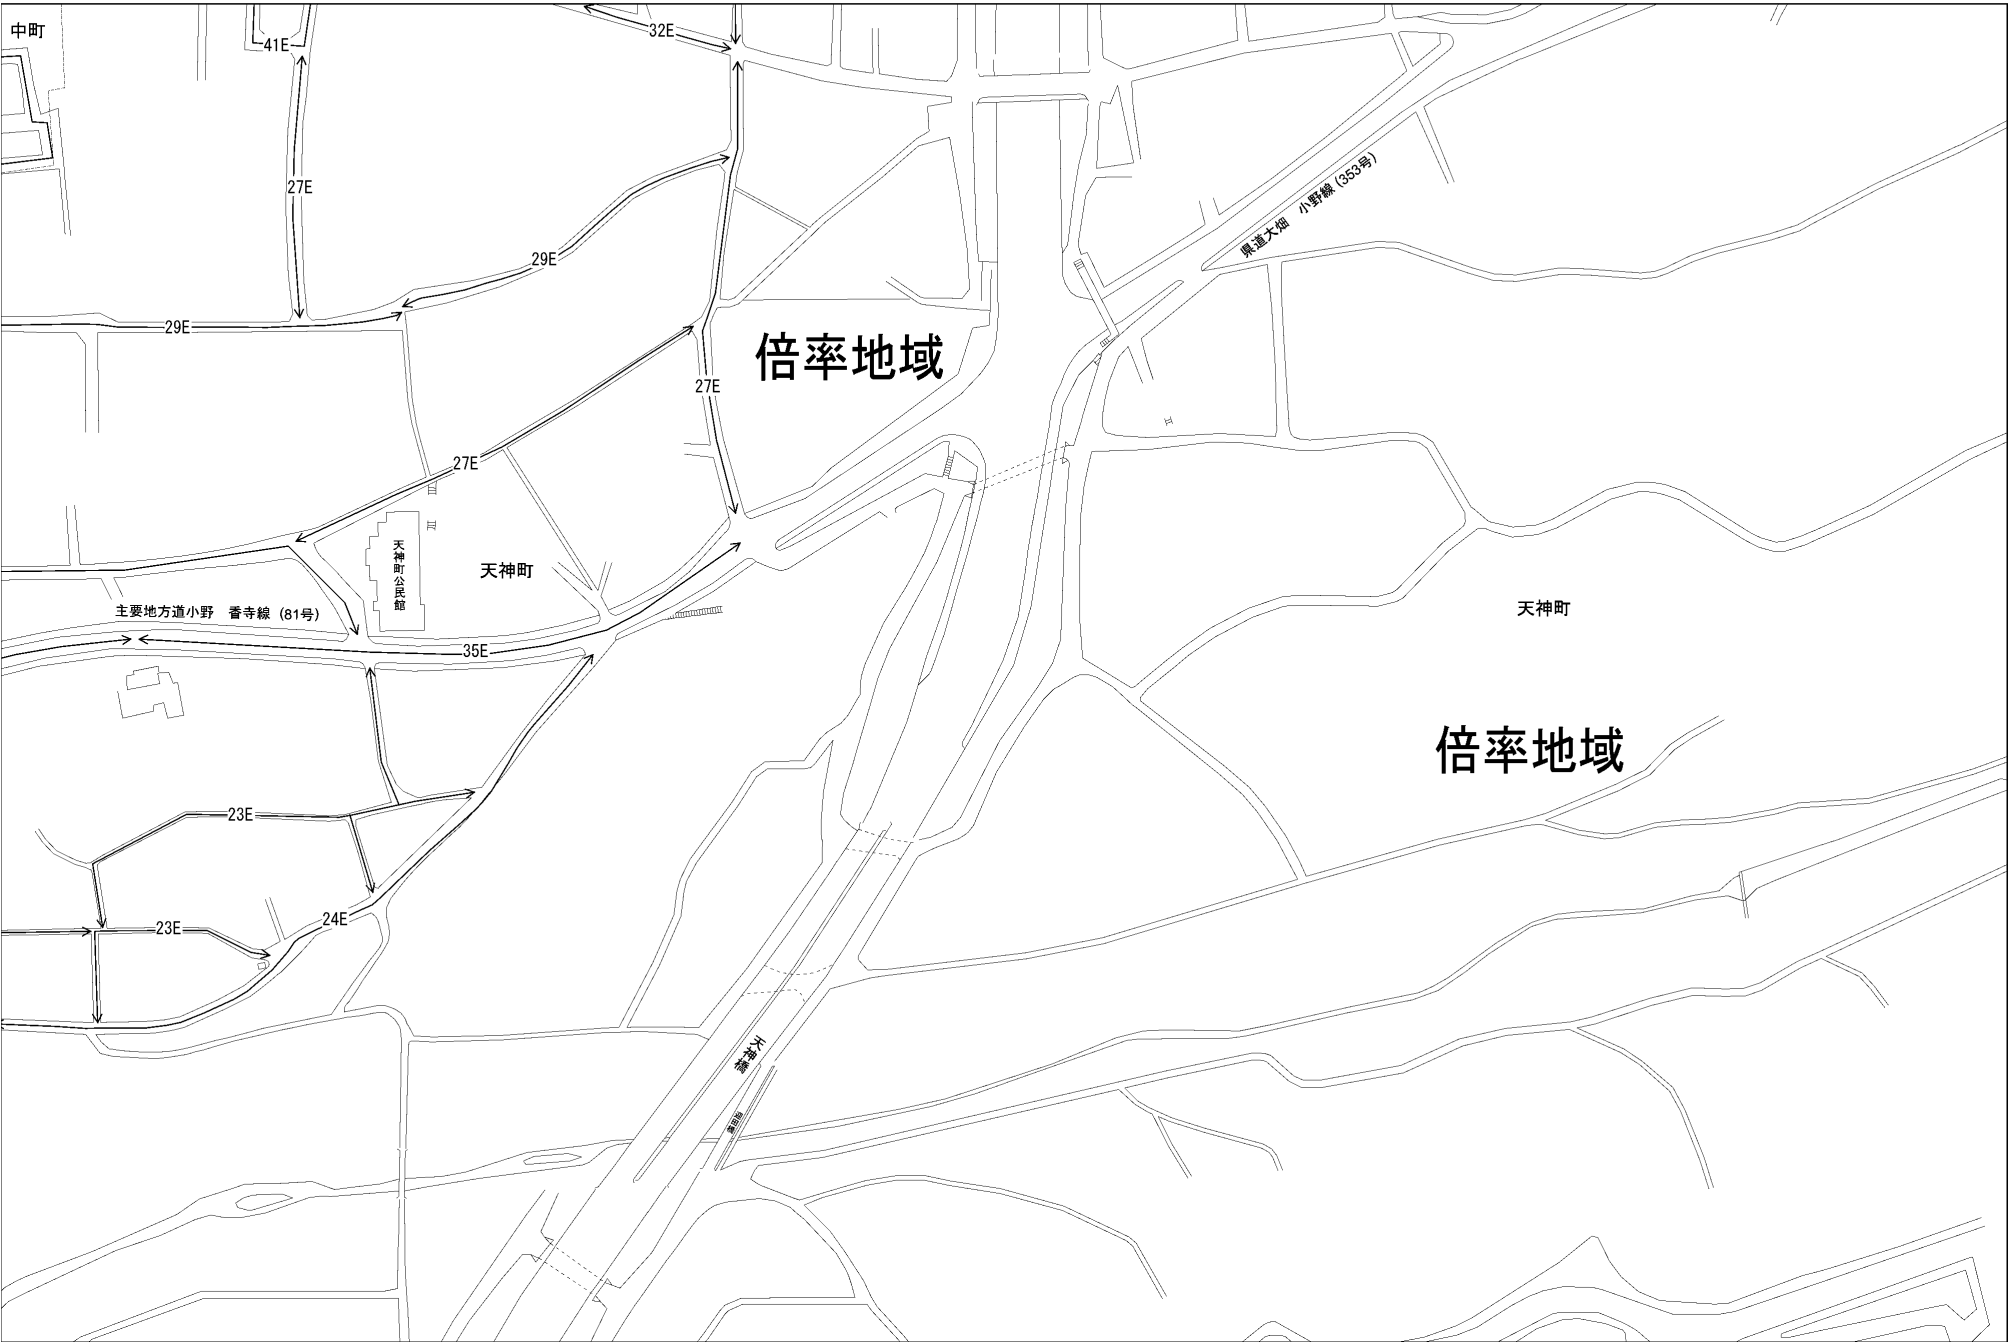 中町
41E
32E
27E
県道大畑　小野線 (353号)
29E
29E
倍率地域
27E
27E
天神町公民館
天神町
主要地方道小野　香寺線 (81号)
天神町
35E
倍率地域
23E
24E
23E
天神橋